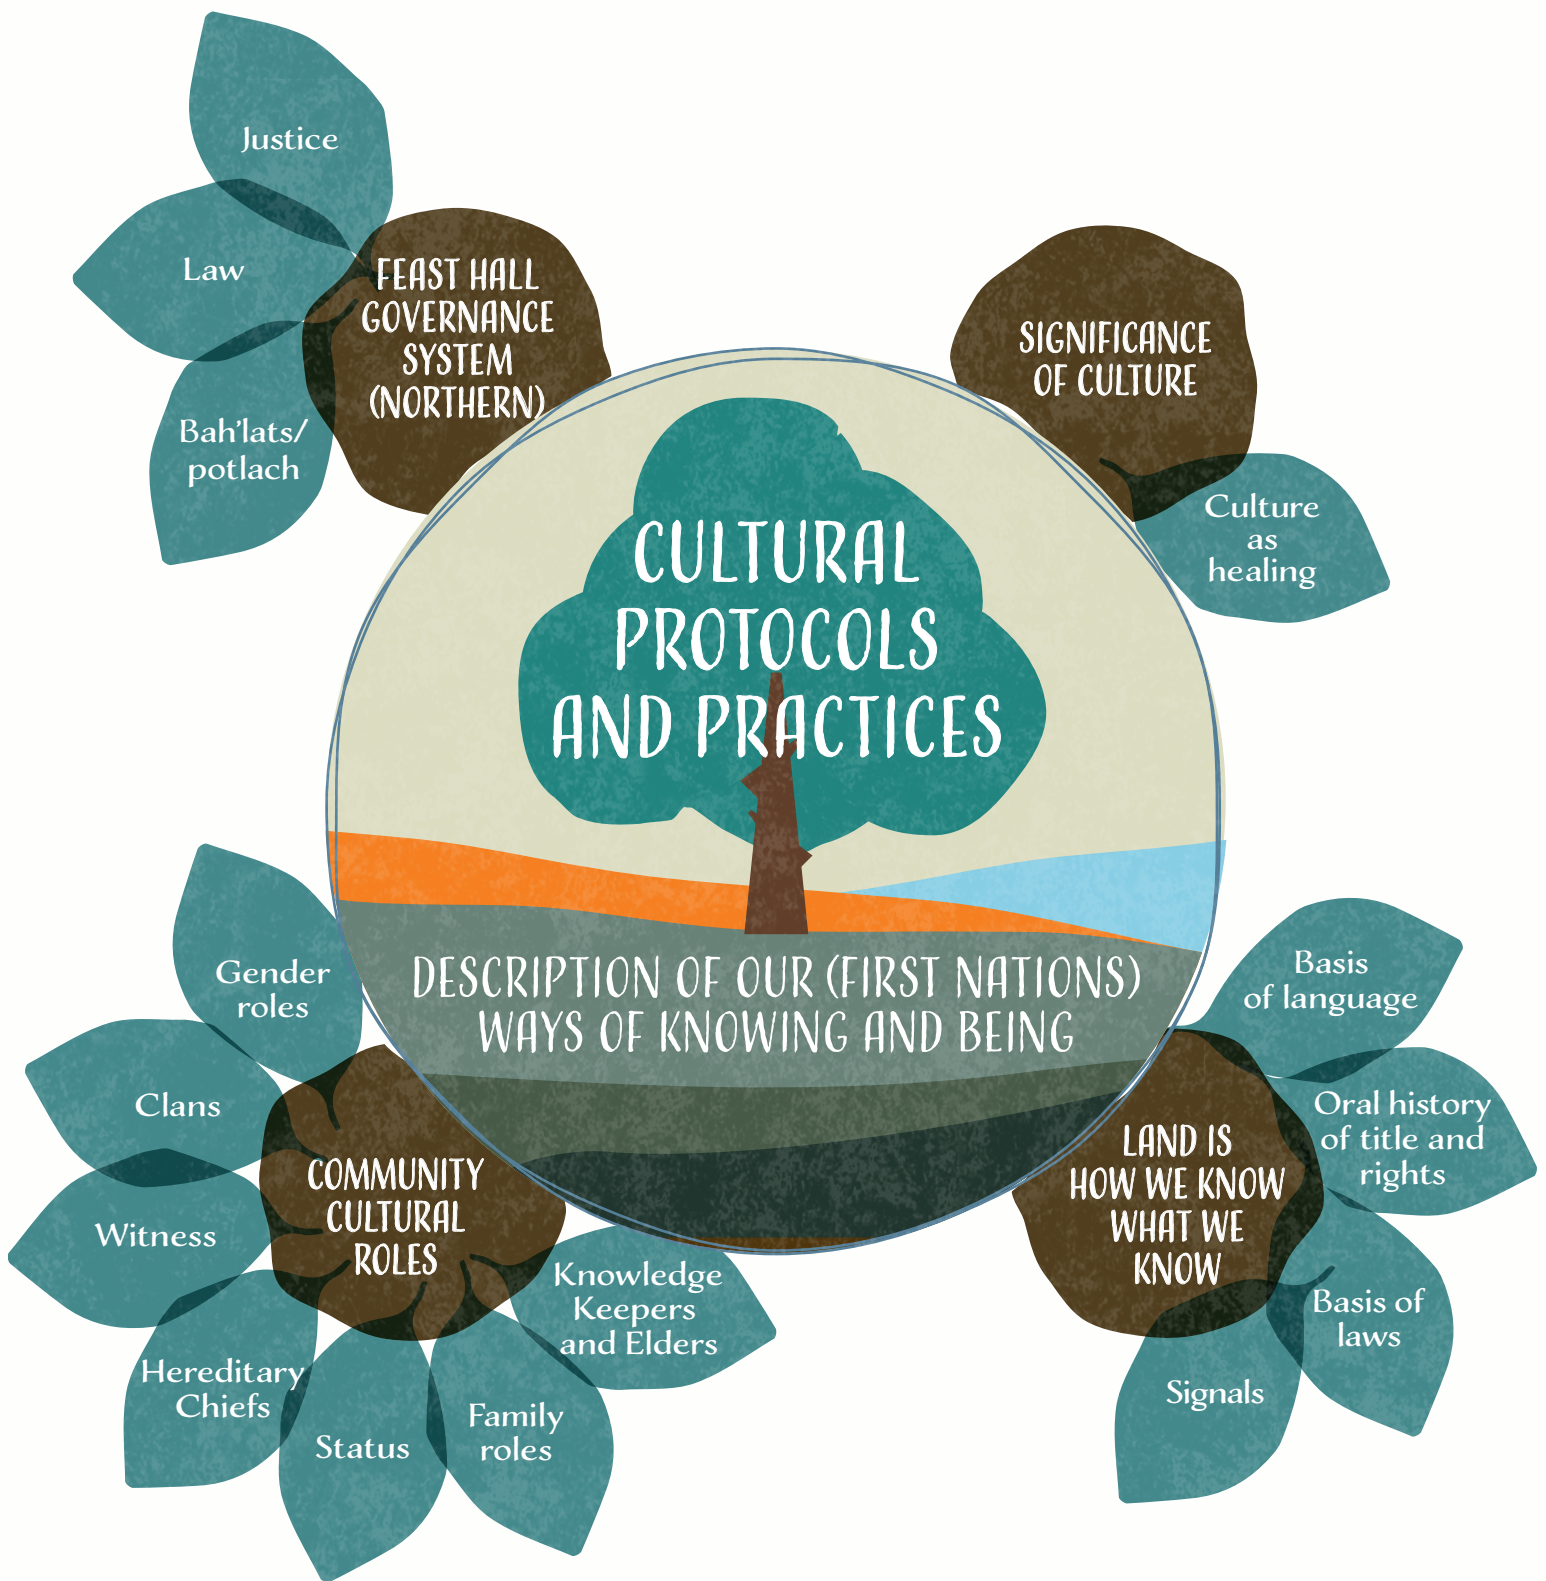 Justice
Law
Bah'lats/
potlach
FEAST HALL
GOVERNANCE
SYSTEM
(NORTHERN)
SIGNIFICANCE
OF CULTURE
Culture
as
healing
CULTURAL
PROTOCOLS
AND PRACTICES
DESCRIPTION OF OUR (FIRST NATIONS)
WAYS OF KNOWING AND BEING
Gender
roles
Clans
Witness
Hereditary
Chiefs
Status
Family
roles
Knowledge
Keepers
and Elders
COMMUNITY
CULTURAL
ROLES
LAND IS
HOW WE KNOW
WHAT WE
KNOW
Basis
of language
Oral history
of title and
rights
Basis of
laws
Signals